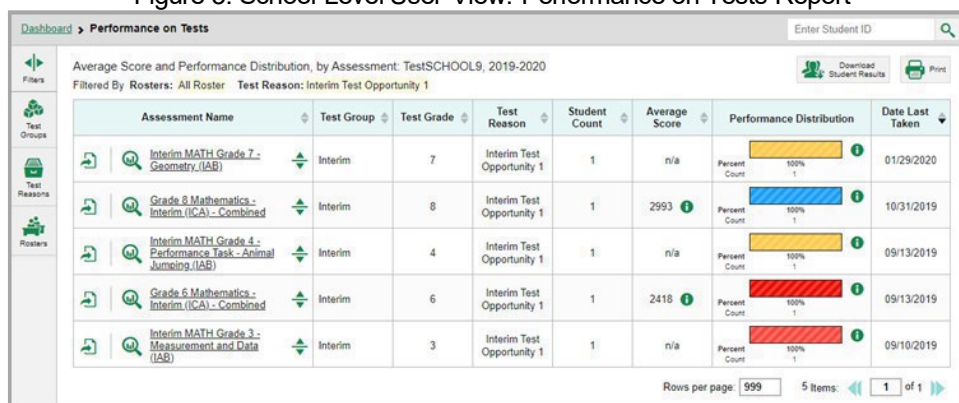 Figure 5. School-Level User View: Performance on Tests Report
Dashboard > Performance on Tests
Enter Student ID
Filters
Test Groups
Test Reasons
Rosters
Average Score and Performance Distribution, by Assessment: TestSCHOOL9, 2019-2020
Filtered By Rosters: All Roster Test Reason: Interim Test Opportunity 1
Download Student Results
Print
Assessment Name Test Group Test Grade Test Reason Student Count Average Score Performance Distribution Date Last Taken
Interim MATH Grade 7 - Geometry (IAB) Interim 7 Interim Test Opportunity 1 1 n/a Percent 100% Count 1 01/29/2020
Grade 8 Mathematics - Interim (ICA) - Combined Interim 8 Interim Test Opportunity 1 1 2993 Percent 100% Count 1 10/31/2019
Interim MATH Grade 4 - Performance Task - Animal Jumping (IAB) Interim 4 Interim Test Opportunity 1 1 n/a Percent 100% Count 1 09/13/2019
Grade 6 Mathematics - Interim (ICA) - Combined Interim 6 Interim Test Opportunity 1 1 2418 Percent 100% Count 1 09/13/2019
Interim MATH Grade 3 - Measurement and Data (IAB) Interim 3 Interim Test Opportunity 1 1 n/a Percent 100% Count 1 09/10/2019
Rows per page: 999 5 Items: 1 of 1